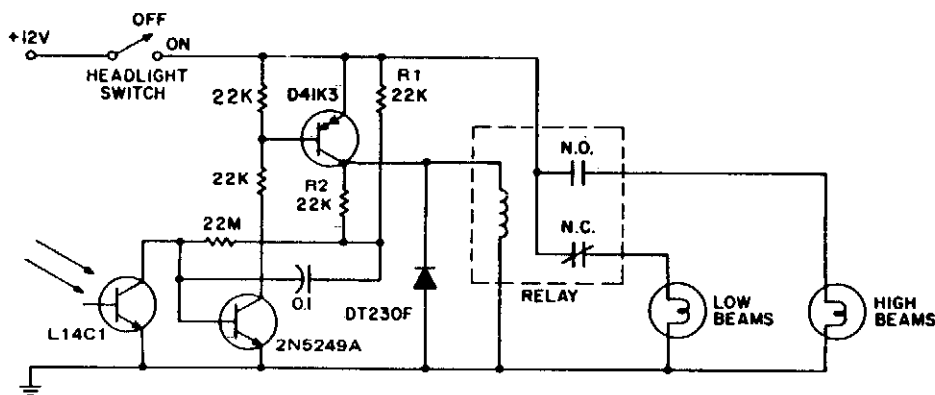 OFF
+12V
ON
HEADLIGHT
SWITCH
22K
D41K3
R1
22K
N.O.
22K
R2
22K
22M
N.C.
0.1
DT230F
RELAY
LOW
BEAMS
HIGH
BEAMS
L14C1
2N5249A